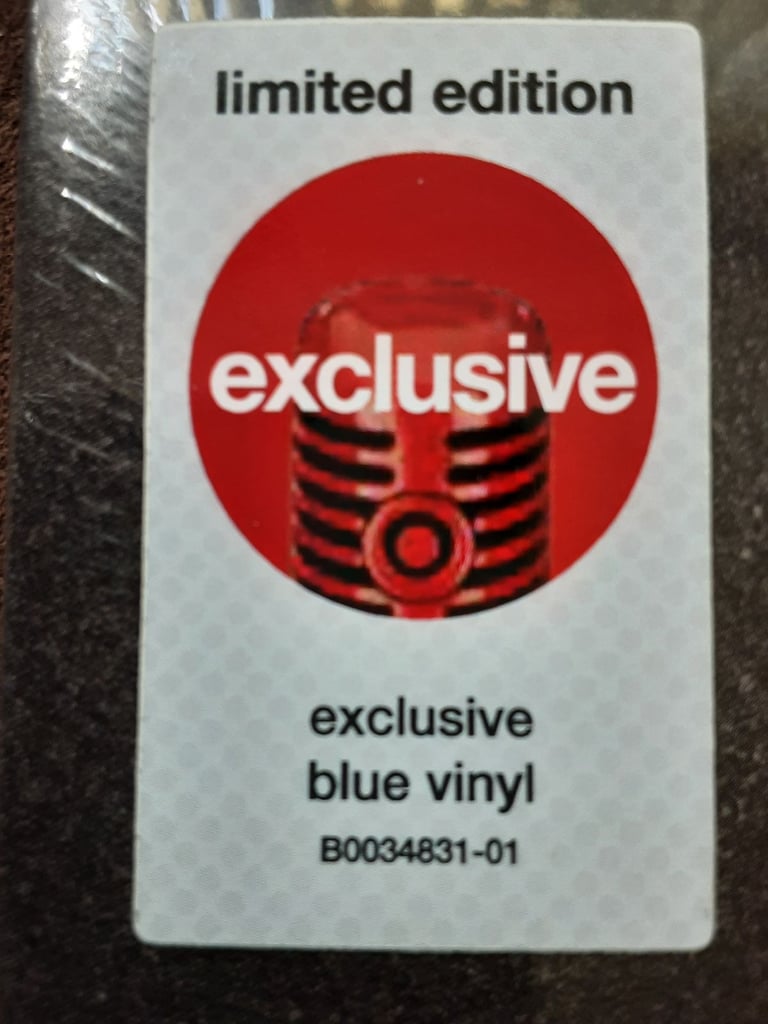 limited edition
exclusive
exclusive
blue vinyl
B0034831-01